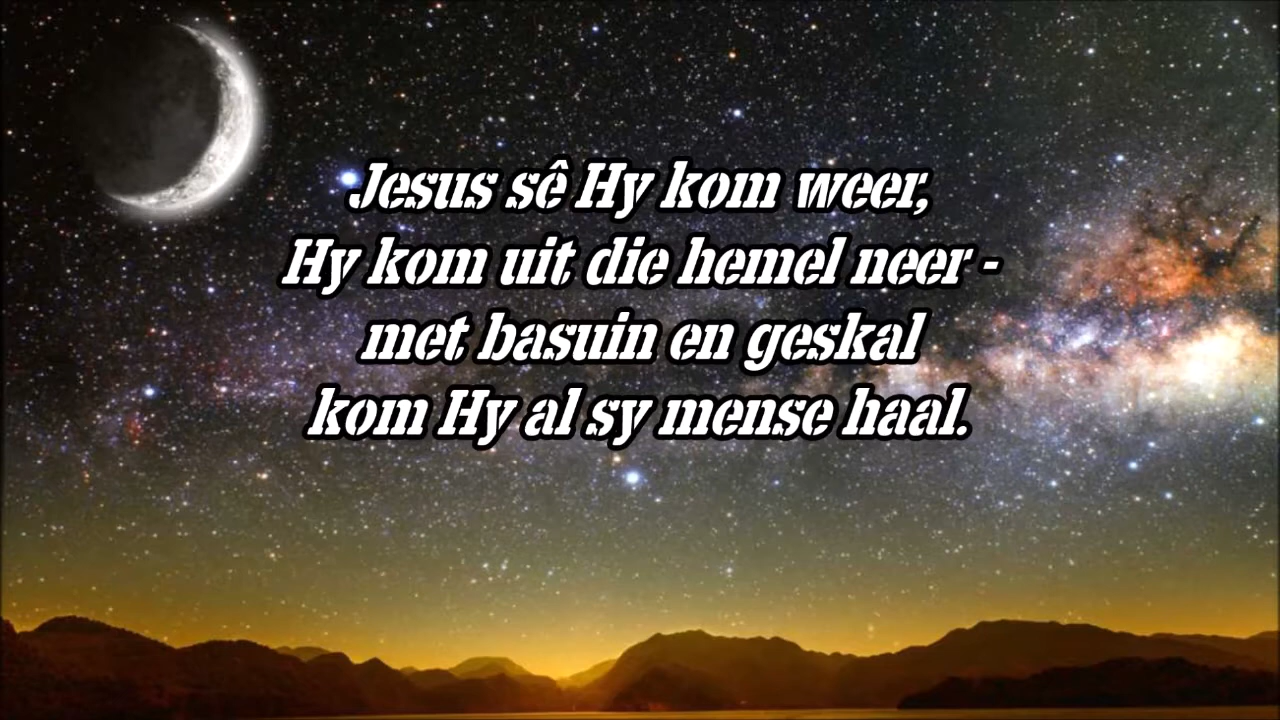 Jesus sê Hy kom weer,
Hy kom uit die hemel neer -
met basuin en geskal
kom Hy al sy mense haal.